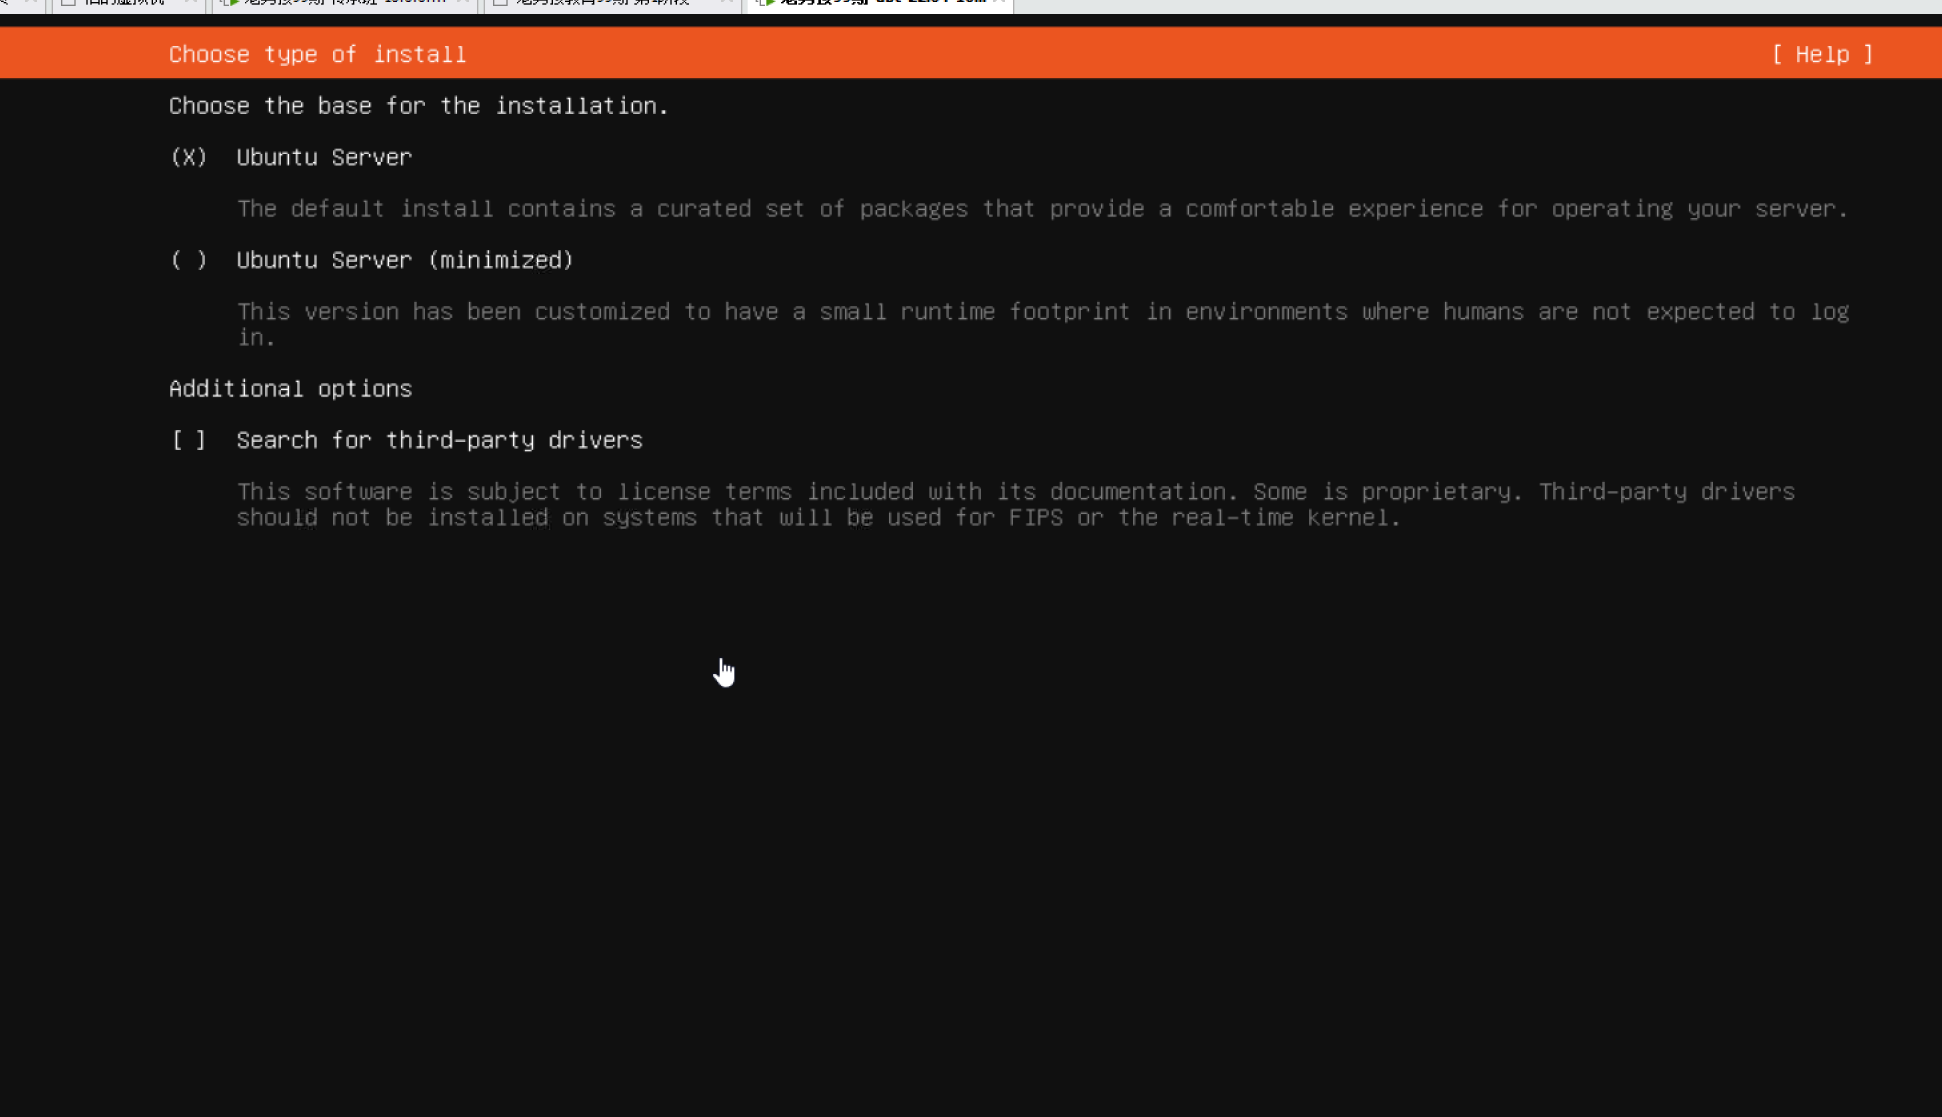 Choose type of install
[ Help ]
Choose the base for the installation.
(X) Ubuntu Server
The default install contains a curated set of packages that provide a comfortable experience for operating your server.
( ) Ubuntu Server (minimized)
This version has been customized to have a small runtime footprint in environments where humans are not expected to log
in.
Additional options
[ ] Search for third-party drivers
This software is subject to license terms included with its documentation. Some is proprietary. Third-party drivers
should not be installed on systems that will be used for FIPS or the real-time kernel.